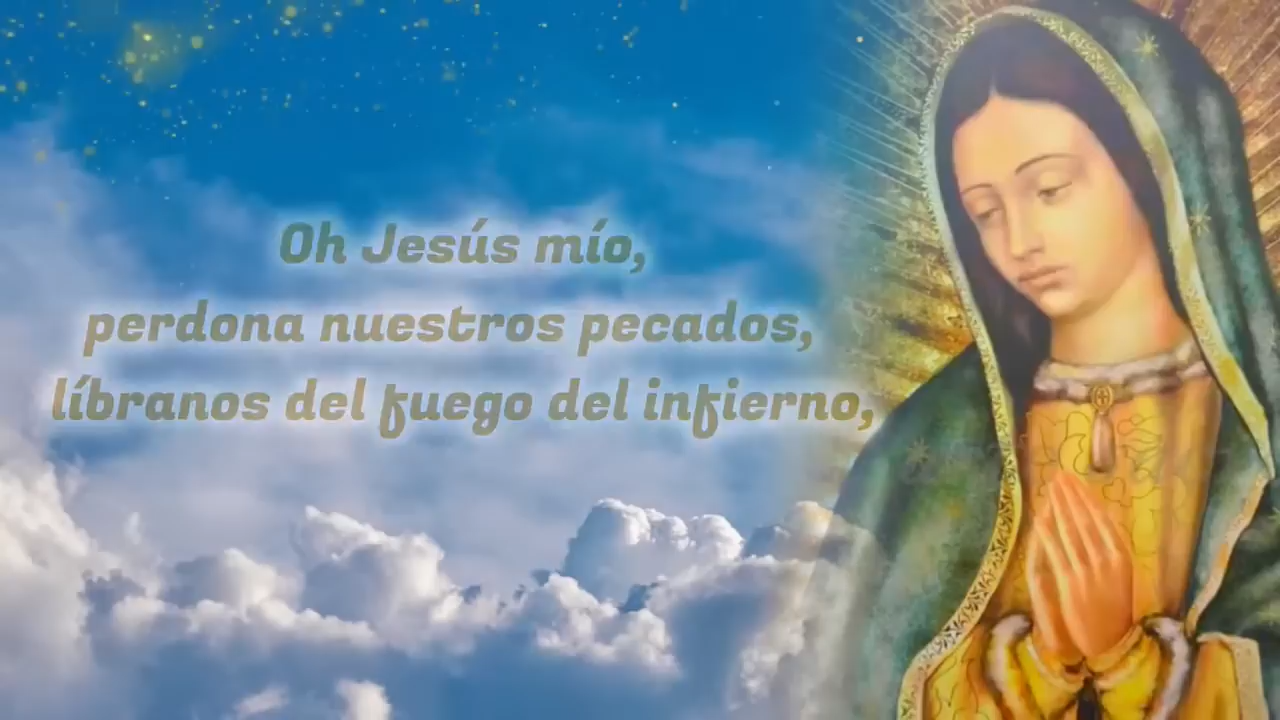 Oh Jesús mío,
perdona nuestros pecados,
líbranos del fuego del infierno,